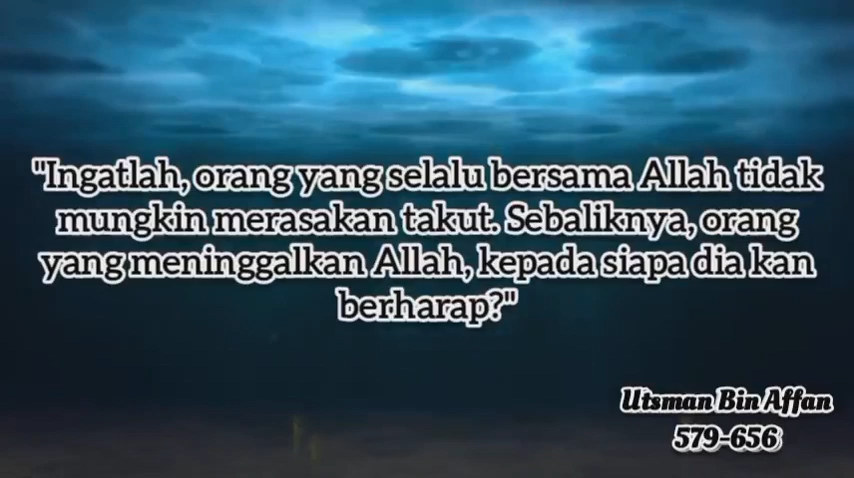 "Ingatlah, orang yang selalu bersama Allah tidak
mungkin merasakan takut. Sebaliknya, orang
yang meninggalkan Allah, kepada siapa dia kan
berharap?"
Utsman Bin Affan
579-656